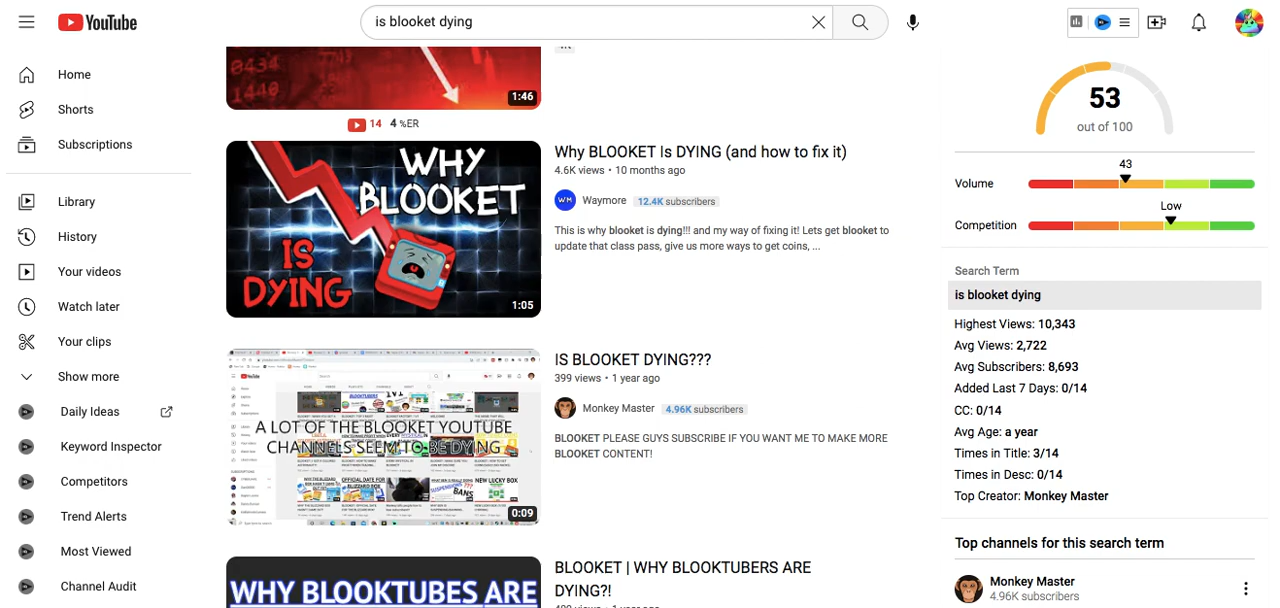 YouTube
is blooket dying
Home
Shorts
Subscriptions
Library
History
Your videos
Watch later
Your clips
Show more
Daily Ideas
Keyword Inspector
Competitors
Trend Alerts
Most Viewed
Channel Audit
0434
1:46
14 4 %ER
WHY
BLOOKET
IS
DYING
1:05
Why BLOOKET Is DYING (and how to fix it)
4.6K views • 10 months ago
WM Waymore 12.4K subscribers
This is why blooket is dying!!! and my way of fixing it! Lets get blooket to
update that class pass, give us more ways to get coins, ...
A LOT OF THE BLOOKET YOUTUBE
CHANNELS SEEM TO BE DYING
0:09
IS BLOOKET DYING???
399 views • 1 year ago
Monkey Master 4.96K subscribers
BLOOKET PLEASE GUYS SUBSCRIBE IF YOU WANT ME TO MAKE MORE
BLOOKET CONTENT!
WHY BLOOKTUBES ARE
BLOOKET | WHY BLOOKTUBERS ARE
DYING?!
53
out of 100
43
Volume
Low
Competition
Search Term
is blooket dying
Highest Views: 10,343
Avg Views: 2,722
Avg Subscribers: 8,693
Added Last 7 Days: 0/14
CC: 0/14
Avg Age: a year
Times in Title: 3/14
Times in Desc: 0/14
Top Creator: Monkey Master
Top channels for this search term
Monkey Master
4.96K subscribers